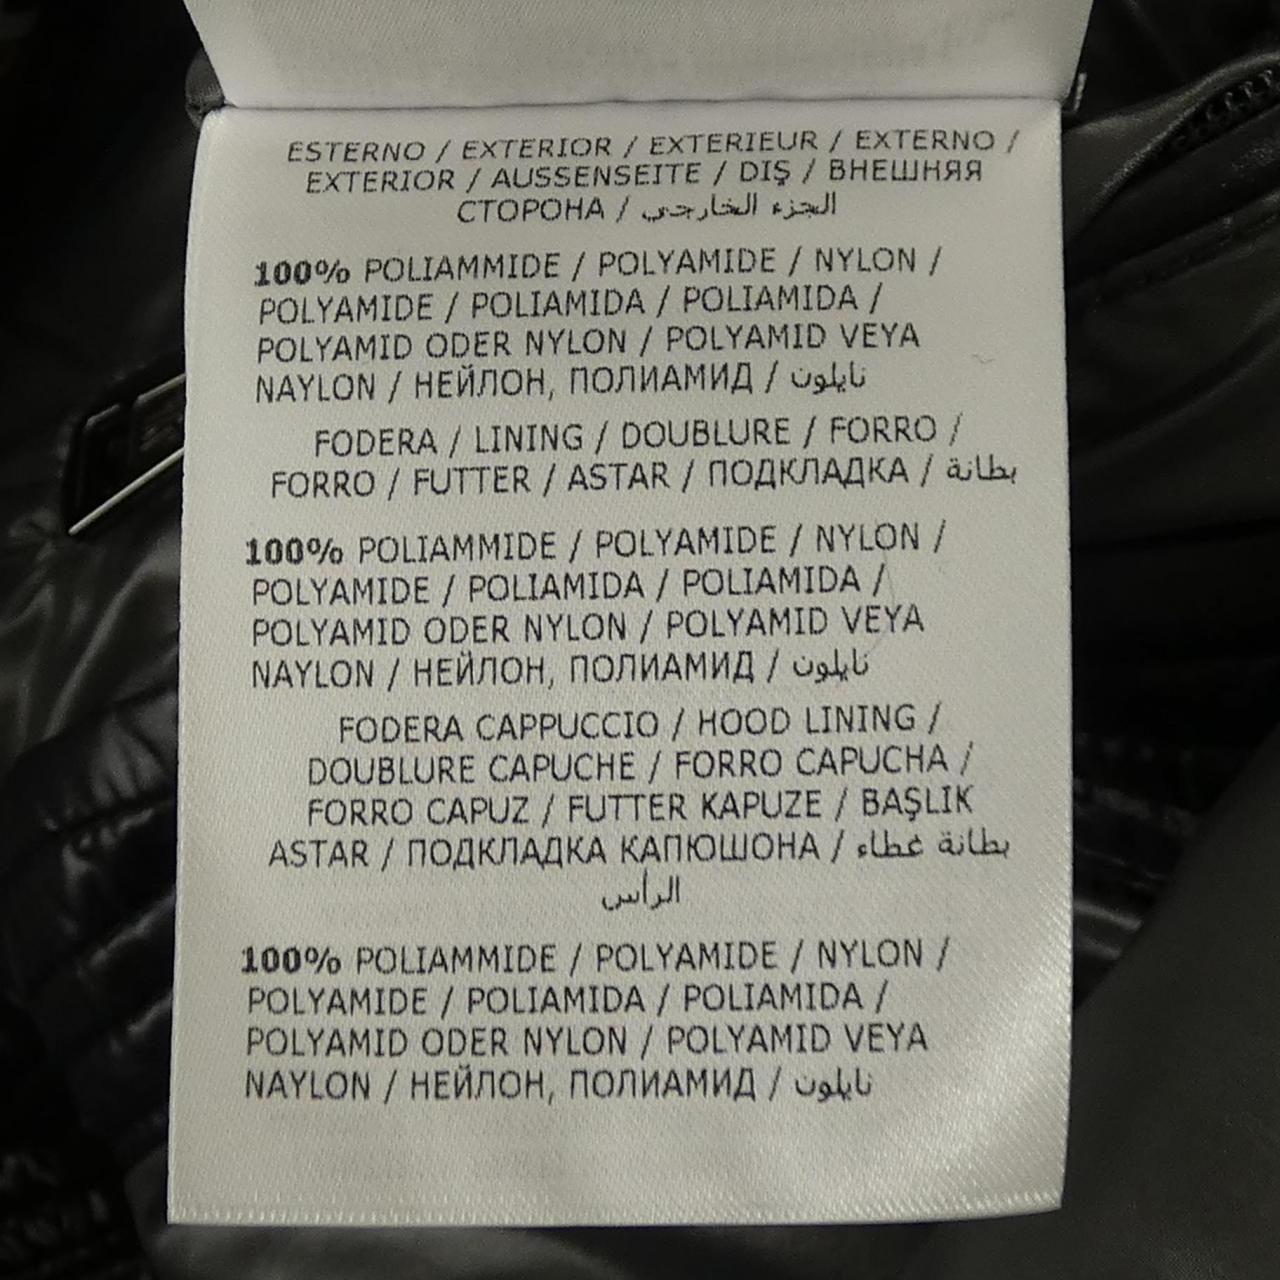 ESTERNO / EXTERIOR / EXTERIEUR / EXTERNO /
EXTERIOR / AUSSENSEITE / DIŞ / ВНЕШНЯЯ
СТОРОНА / الجزء الخارجي
100% POLIAMMIDE / POLYAMIDE / NYLON /
POLYAMIDE / POLIAMIDA / POLIAMIDA /
POLYAMID ODER NYLON / POLYAMID VEYA
NAYLON / НЕЙЛОН, ПОЛИАМИД / نايلون
FODERA / LINING / DOUBLURE / FORRO /
FORRO / FUTTER / ASTAR / ПОДКЛАДКА / بطانة
100% POLIAMMIDE / POLYAMIDE / NYLON /
POLYAMIDE / POLIAMIDA / POLIAMIDA /
POLYAMID ODER NYLON / POLYAMID VEYA
NAYLON / НЕЙЛОН, ПОЛИАМИД / نايلون
FODERA CAPPUCCIO / HOOD LINING /
DOUBLURE CAPUCHE / FORRO CAPUCHA /
FORRO CAPUZ / FUTTER KAPUZE / BAŞLIK
ASTAR / ПОДКЛАДКА КАПЮШОНА / بطانة غطاء
الرأس
100% POLIAMMIDE / POLYAMIDE / NYLON /
POLYAMIDE / POLIAMIDA / POLIAMIDA /
POLYAMID ODER NYLON / POLYAMID VEYA
NAYLON / НЕЙЛОН, ПОЛИАМИД / نايلون